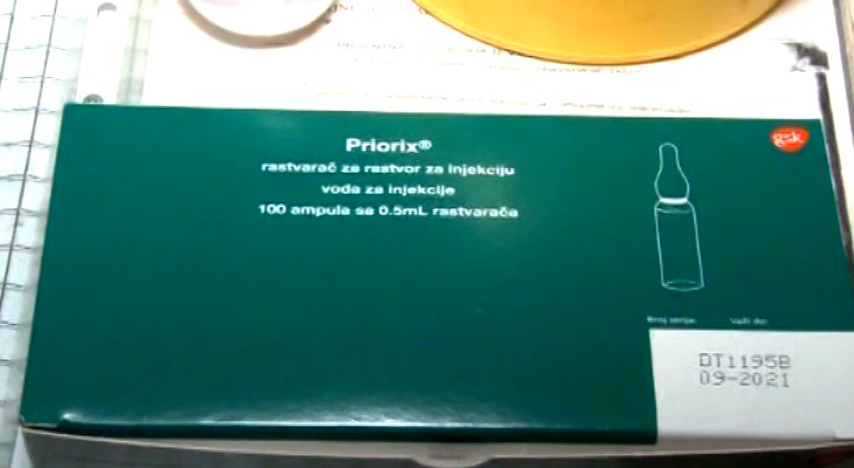 Priorix®
gsk
rastvarač za rastvor za injekciju
voda za injekcije
100 ampula sa 0.5mL rastvarača
Broj serije: Važi do:
DT1195B
09-2021